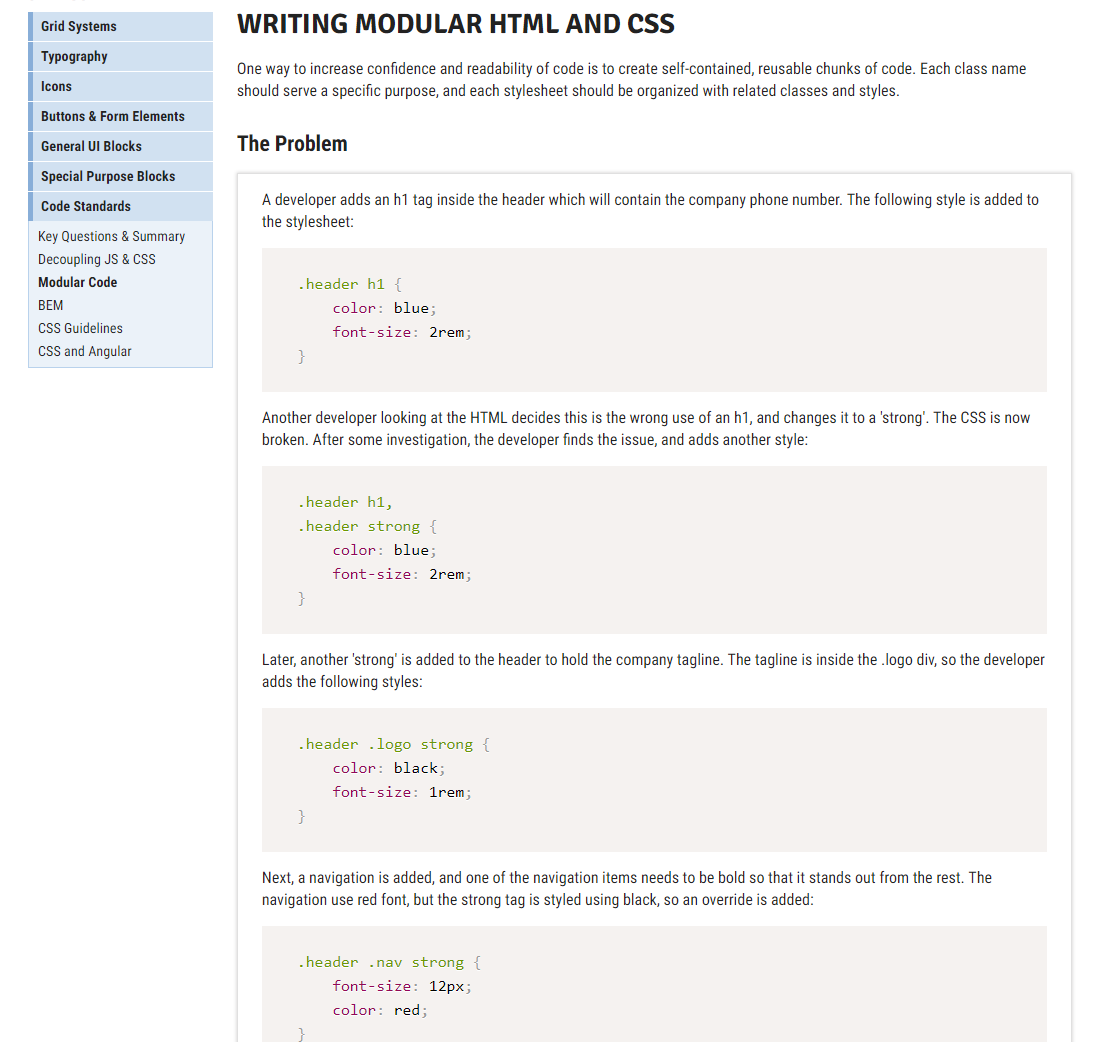 Grid Systems
Typography
Icons
Buttons & Form Elements
General UI Blocks
Special Purpose Blocks
Code Standards
Key Questions & Summary
Decoupling JS & CSS
Modular Code
BEM
CSS Guidelines
CSS and Angular
WRITING MODULAR HTML AND CSS
One way to increase confidence and readability of code is to create self-contained, reusable chunks of code. Each class name
should serve a specific purpose, and each stylesheet should be organized with related classes and styles.
The Problem
A developer adds an h1 tag inside the header which will contain the company phone number. The following style is added to
the stylesheet:
.header h1 {
    color: blue;
    font-size: 2rem;
}
Another developer looking at the HTML decides this is the wrong use of an h1, and changes it to a 'strong'. The CSS is now
broken. After some investigation, the developer finds the issue, and adds another style:
.header h1,
.header strong {
    color: blue;
    font-size: 2rem;
}
Later, another 'strong' is added to the header to hold the company tagline. The tagline is inside the .logo div, so the developer
adds the following styles:
.header .logo strong {
    color: black;
    font-size: 1rem;
}
Next, a navigation is added, and one of the navigation items needs to be bold so that it stands out from the rest. The
navigation use red font, but the strong tag is styled using black, so an override is added:
.header .nav strong {
    font-size: 12px;
    color: red;
}